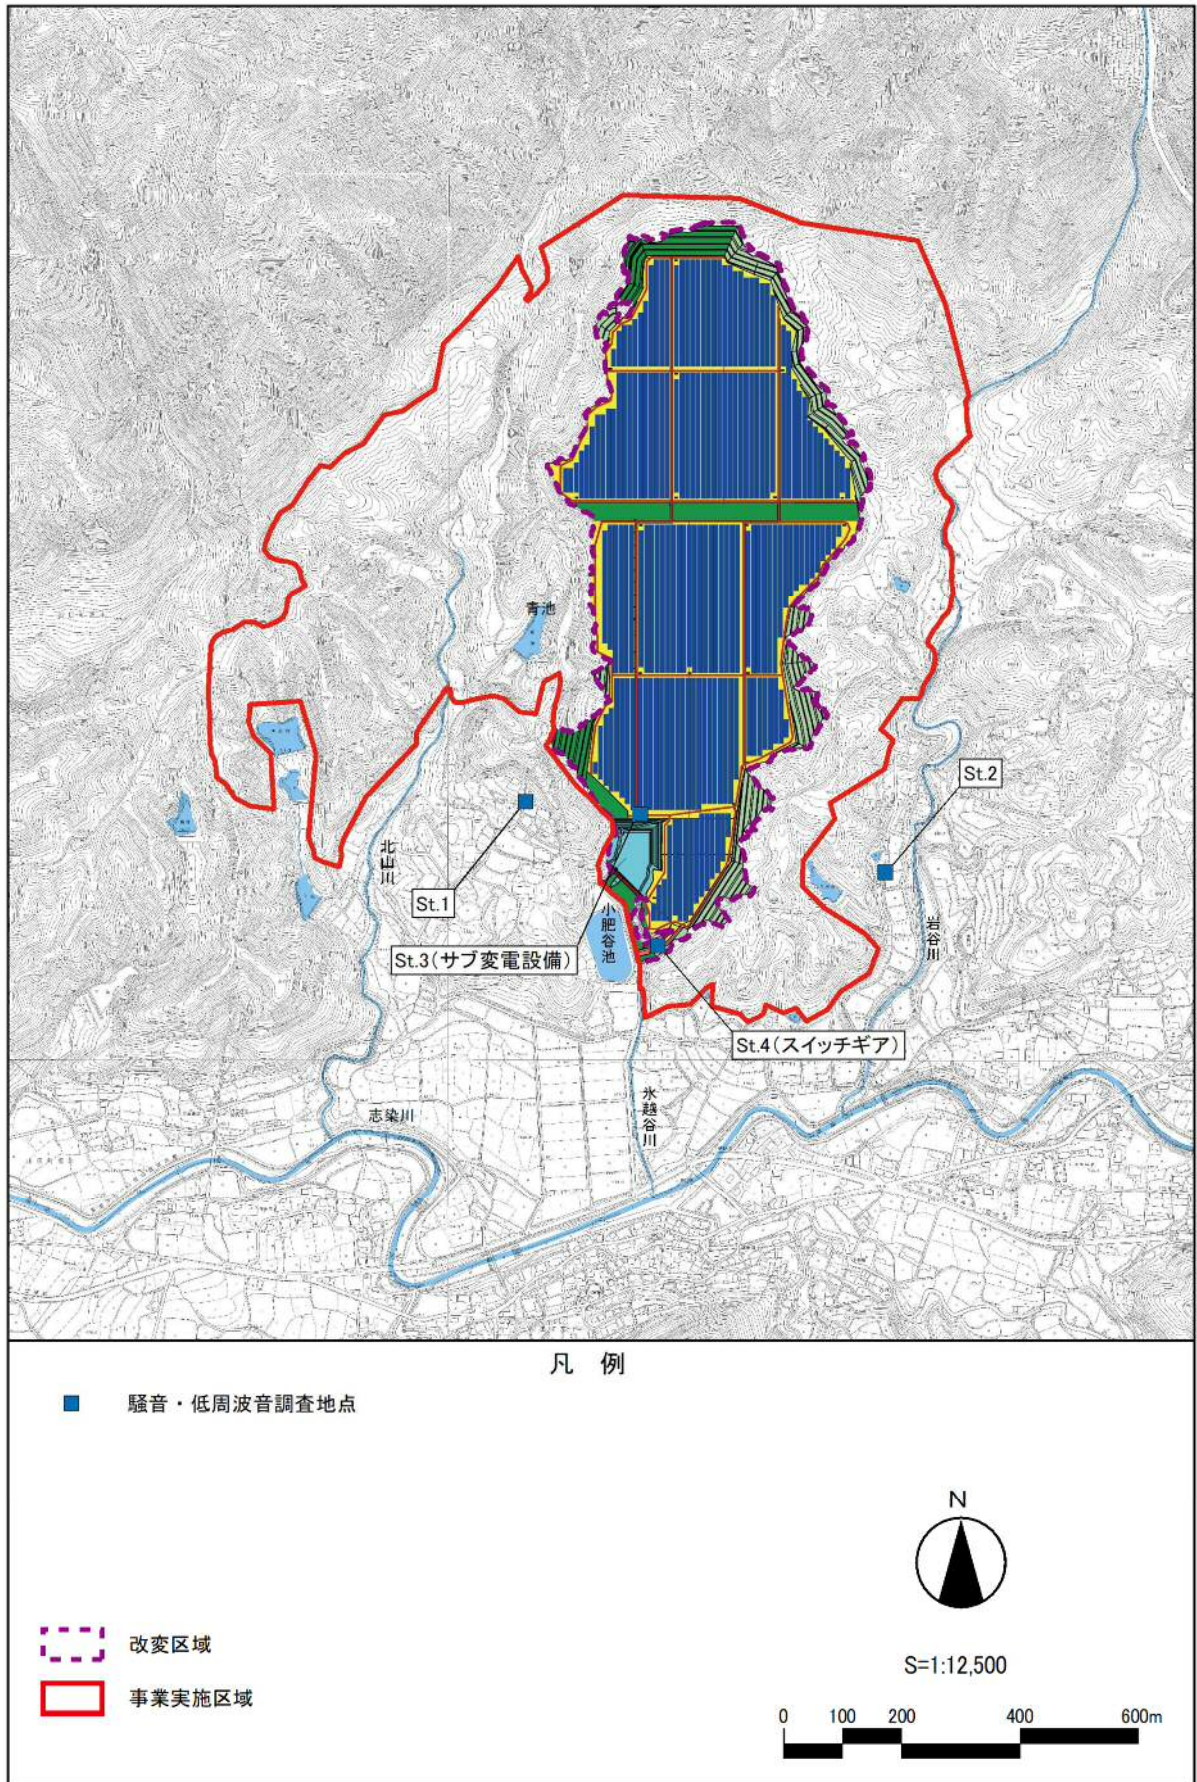 青池
St.2
北山川
St.1
小肥谷池
岩谷川
St.3(サブ変電設備)
St.4(スイッチギア)
氷越谷川
志染川
凡 例
騒音・低周波音調査地点
N
改変区域
S=1:12,500
事業実施区域
0 100 200 400 600m